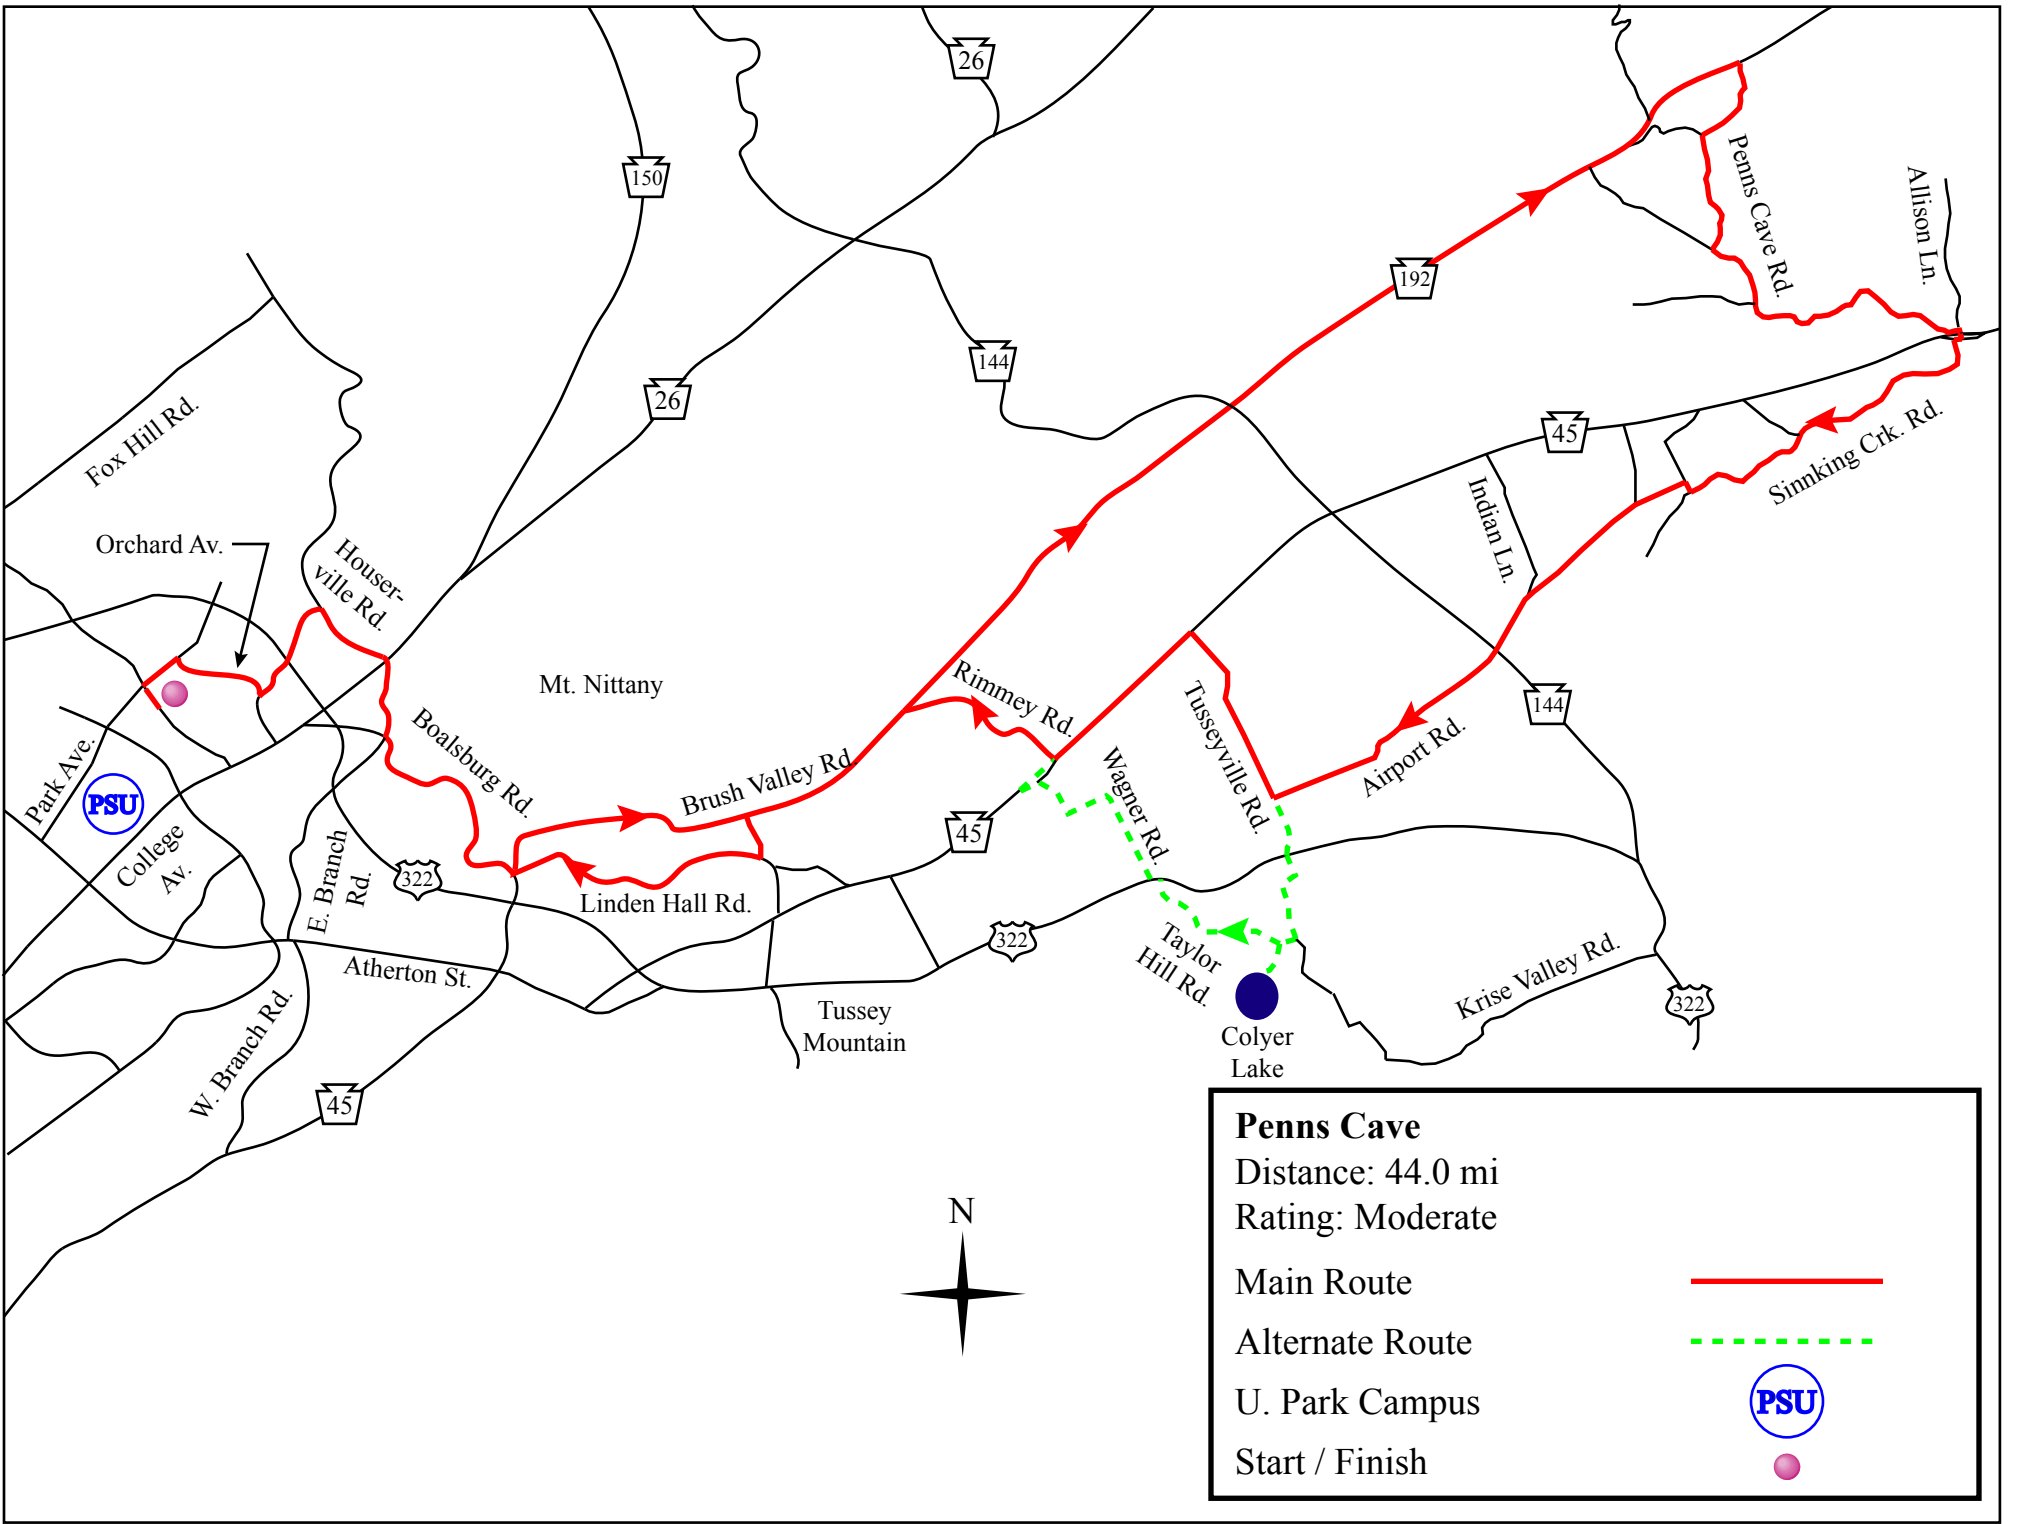 26
150
192
144
26
45
Penns Cave Rd.
Allison Ln.
Sinnking Crk. Rd.
Indian Ln.
Fox Hill Rd.
Orchard Av.
Houser-
ville Rd.
Mt. Nittany
Boalsburg Rd.
Brush Valley Rd.
Rimmey Rd.
Tusseyville Rd.
Airport Rd.
144
Wagner Rd.
Park Ave.
PSU
College
Av.
E. Branch
Rd.
322
Linden Hall Rd.
45
322
Taylor
Hill Rd.
Krise Valley Rd.
322
Atherton St.
W. Branch Rd.
Tussey
Mountain
Colyer
Lake
45
N
Penns Cave
Distance: 44.0 mi
Rating: Moderate
Main Route
Alternate Route
U. Park Campus
PSU
Start / Finish